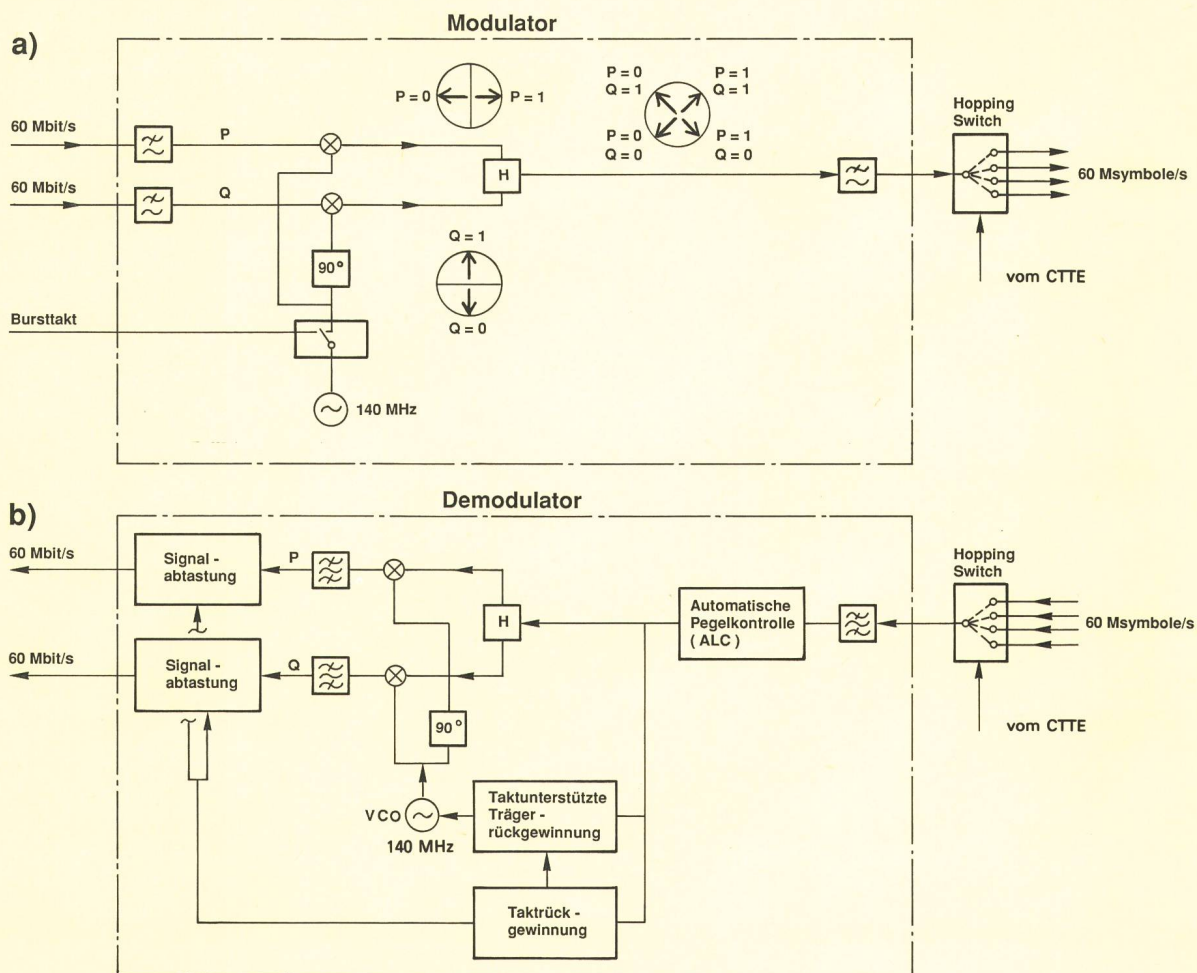 Modulator
a)
P = 0
P = 1
P = 0
Q = 1
P = 1
Q = 1
P = 0
Q = 0
P = 1
Q = 0
Hopping
Switch
60 Mbit/s
P
60 Mbit/s
Q
H
60 Msymbole/s
90°
Q = 1
Q = 0
vom CTTE
Bursttakt
140 MHz
Demodulator
b)
60 Mbit/s
Signal -
abtastung
P
H
Automatische
Pegelkontrolle
( ALC )
Hopping
Switch
60 Msymbole/s
60 Mbit/s
Signal -
abtastung
Q
90°
vom CTTE
VCO
140 MHz
Taktunterstützte
Träger -
rückgewinnung
Taktrück -
gewinnung